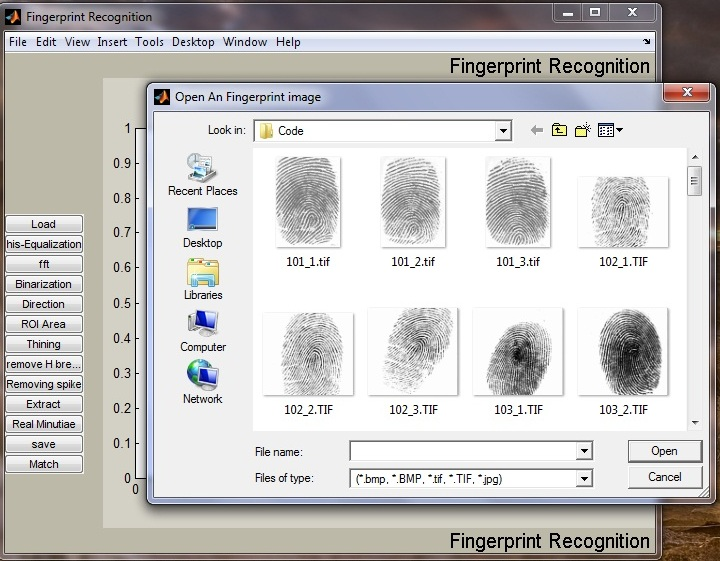 Fingerprint Recognition
File Edit View Insert Tools Desktop Window Help
Fingerprint Recognition
Open An Fingerprint image
Look in: Code
Recent Places
Desktop
Libraries
Computer
Network
101_1.tif 101_2.tif 101_3.tif 102_1.TIF
102_2.TIF 102_3.TIF 103_1.TIF 103_2.TIF
File name: Open
Files of type: (*.bmp, *.BMP, *.tif, *.TIF, *.jpg) Cancel
Load
his-Equalization
fft
Binarization
Direction
ROI Area
Thining
remove H bre...
Removing spike
Extract
Real Minutiae
save
Match
1
0.9
0.8
0.7
0.6
0.5
0.4
0.3
0.2
0.1
0
0
Fingerprint Recognition